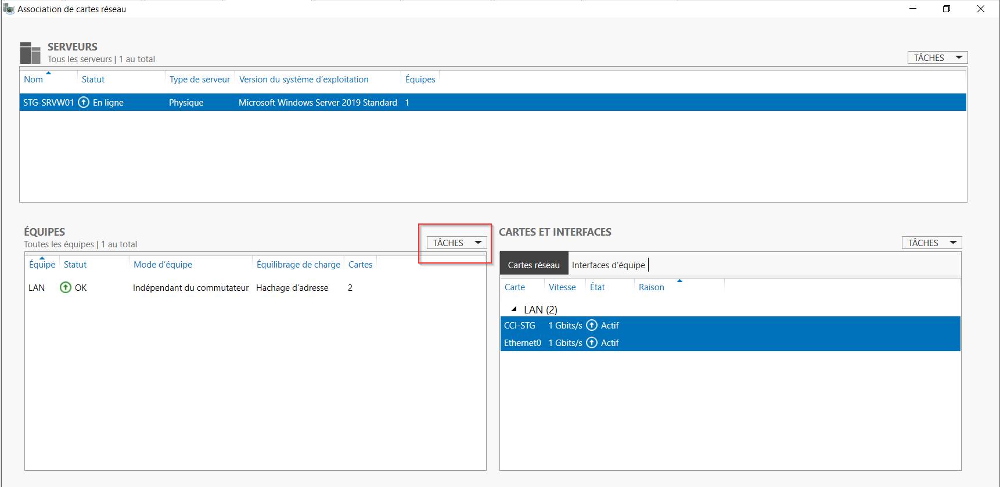 Association de cartes réseau
SERVEURS
Tous les serveurs | 1 au total
TÂCHES
Nom Statut Type de serveur Version du système d'exploitation Équipes
STG-SRVW01 En ligne Physique Microsoft Windows Server 2019 Standard 1
ÉQUIPES
Toutes les équipes | 1 au total
TÂCHES
Équipe Statut Mode d'équipe Équilibrage de charge Cartes
LAN OK Indépendant du commutateur Hachage d'adresse 2
CARTES ET INTERFACES
TÂCHES
Cartes réseau Interfaces d'équipe
Carte Vitesse État Raison
LAN (2)
CCI-STG 1 Gbits/s Actif
Ethernet0 1 Gbits/s Actif